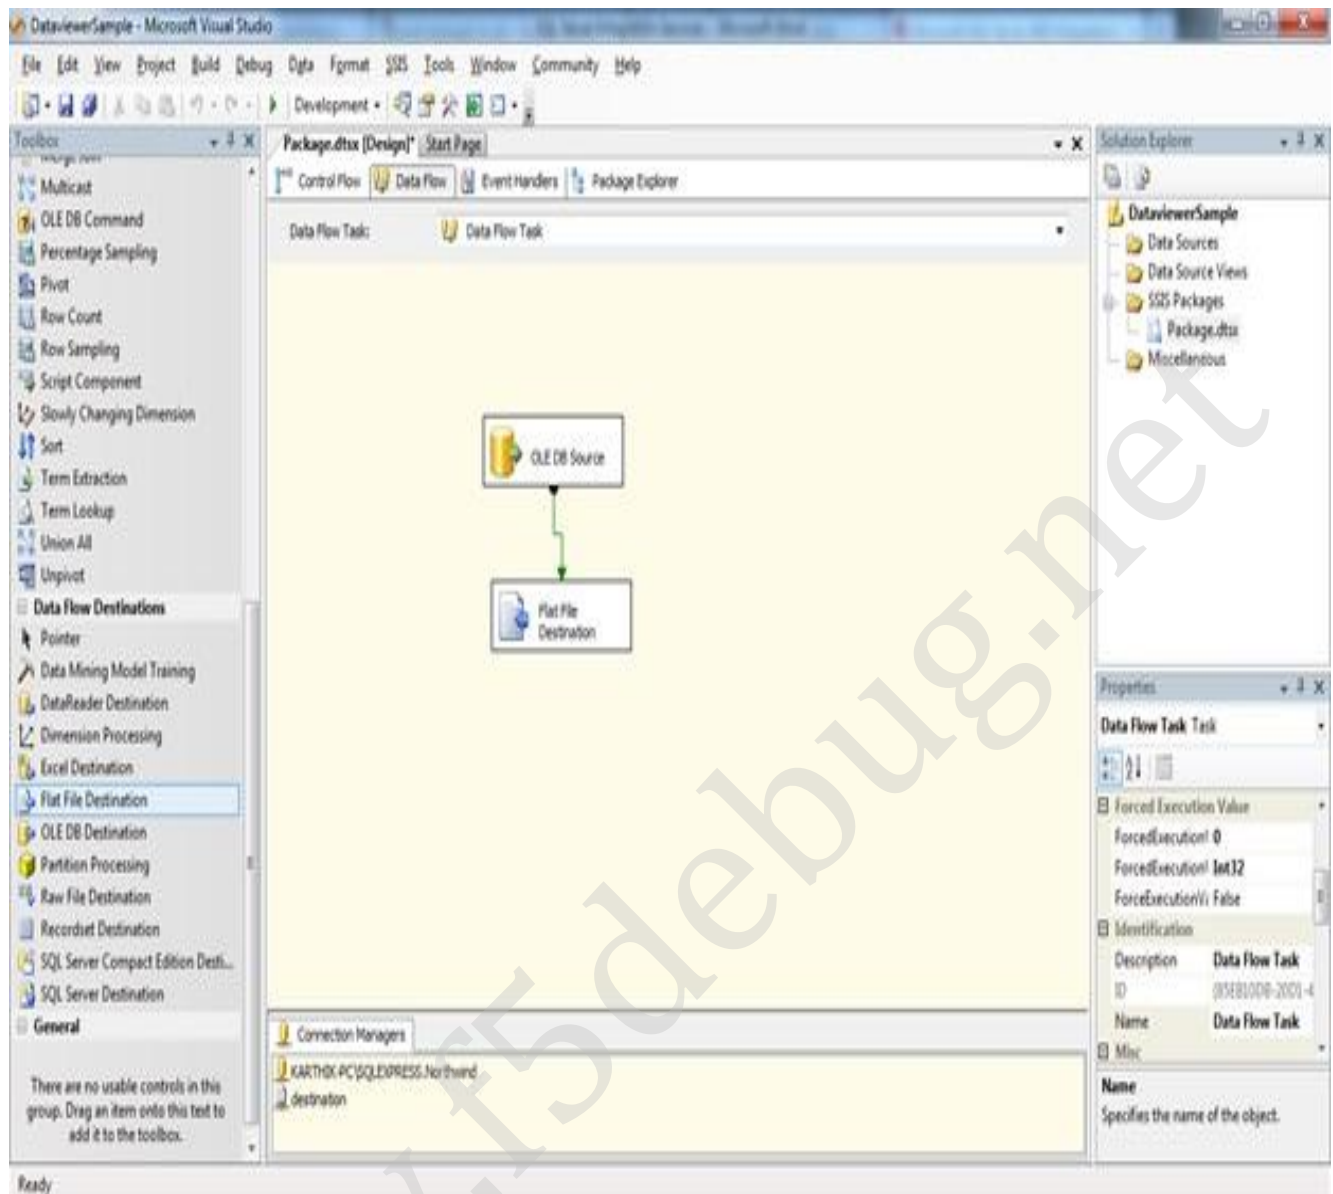 DataviewerSample - Microsoft Visual Studio
File Edit View Project Build Debug Data Format SSIS Tools Window Community Help
Development
Toolbox
Multicast
OLE DB Command
Percentage Sampling
Pivot
Row Count
Row Sampling
Script Component
Slowly Changing Dimension
Sort
Term Extraction
Term Lookup
Union All
Unpivot
Data Flow Destinations
Pointer
Data Mining Model Training
DataReader Destination
Dimension Processing
Excel Destination
Flat File Destination
OLE DB Destination
Partition Processing
Raw File Destination
Recordset Destination
SQL Server Compact Edition Desti...
SQL Server Destination
General
There are no usable controls in this
group. Drag an item onto this text to
add it to the toolbox.
Package.dtsx [Design]* Start Page
Control Flow Data Flow Event Handlers Package Explorer
Data Flow Task: Data Flow Task
OLE DB Source
Flat File
Destination
Connection Managers
KARTHIK-PC\SQLEXPRESS.Northwind
destination
Solution Explorer
DataviewerSample
Data Sources
Data Source Views
SSIS Packages
Package.dtsx
Miscellaneous
Properties
Data Flow Task Task
Forced Execution Value
ForcedExecution 0
ForcedExecution Int32
ForceExecutionV False
Identification
Description Data Flow Task
ID
Name Data Flow Task
Misc
Name
Specifies the name of the object.
Ready
f5debug.net